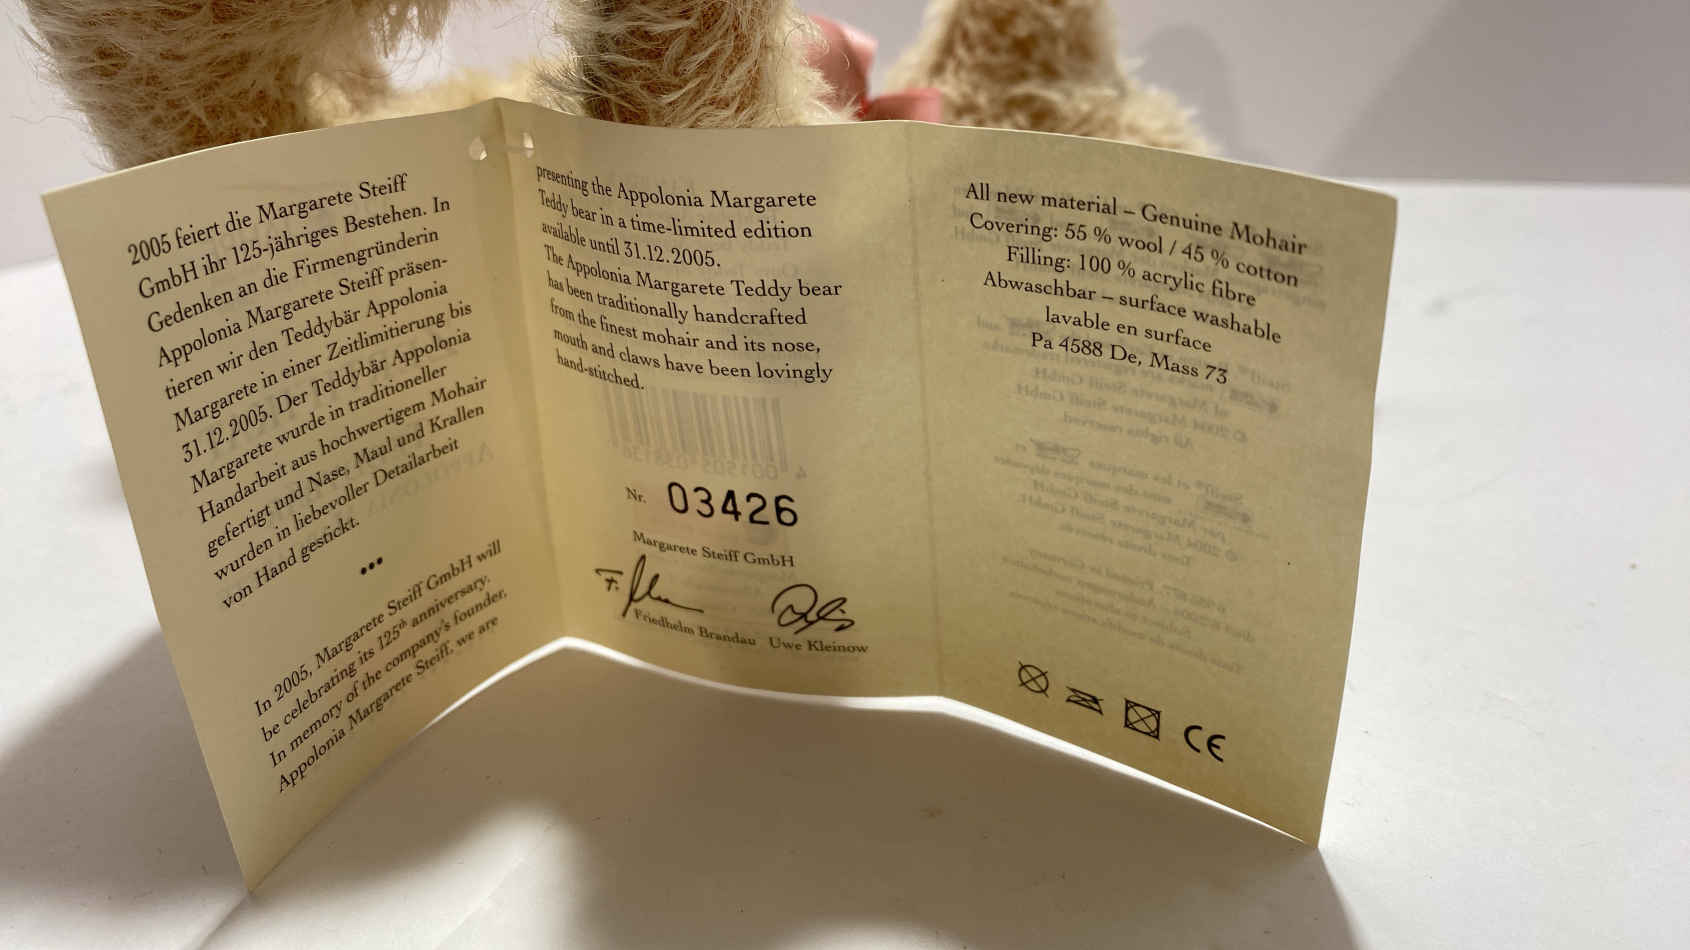 2005 feiert die Margarete Steiff
GmbH ihr 125-jähriges Bestehen. In
Gedenken an die Firmengründerin
Appolonia Margarete Steiff präsen-
tieren wir den Teddybär Appolonia
Margarete in einer Zeitlimitierung bis
31.12.2005. Der Teddybär Appolonia
Margarete wurde in traditioneller
Handarbeit aus hochwertigem Mohair
gefertigt und Nase, Maul und Krallen
wurden in liebevoller Detailarbeit
von Hand gestickt.
•••
In 2005, Margarete Steiff GmbH will
be celebrating its 125th anniversary.
In memory of the company's founder,
Appolonia Margarete Steiff, we are
presenting the Appolonia Margarete
Teddy bear in a time-limited edition
available until 31.12.2005.
The Appolonia Margarete Teddy bear
has been traditionally handcrafted
from the finest mohair and its nose,
mouth and claws have been lovingly
hand-stitched.
Nr. 03426
Margarete Steiff GmbH
Friedhelm Brandau Uwe Kleinow
All new material – Genuine Mohair
Covering: 55 % wool / 45 % cotton
Filling: 100 % acrylic fibre
Abwaschbar – surface washable
lavable en surface
Pa 4588 De, Mass 73
CE